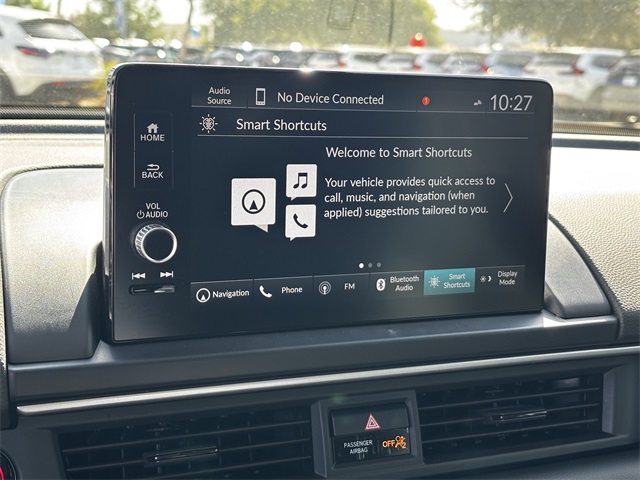 Audio
Source
No Device Connected
10:27
HOME
Smart Shortcuts
BACK
Welcome to Smart Shortcuts
Your vehicle provides quick access to
call, music, and navigation (when
applied) suggestions tailored to you.
VOL
AUDIO
Navigation
Phone
FM
Bluetooth
Audio
Smart
Shortcuts
Display
Mode
PASSENGER
AIRBAG
OFF
2